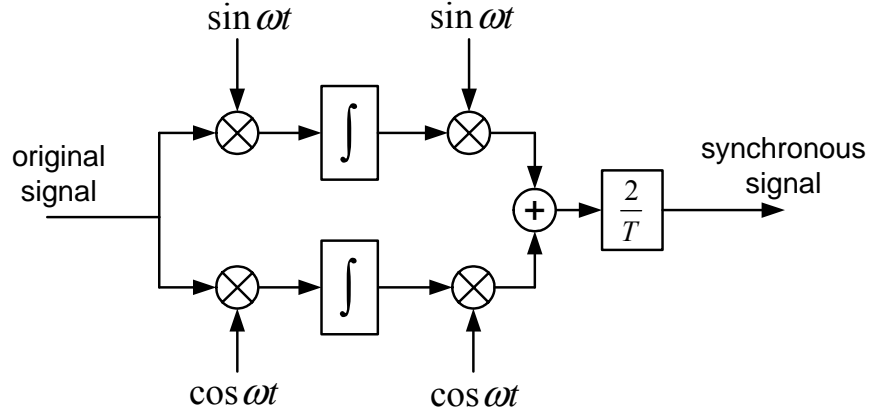 sin ωt
sin ωt
∫
original
signal
synchronous
signal
+
2
T
∫
cos ωt
cos ωt